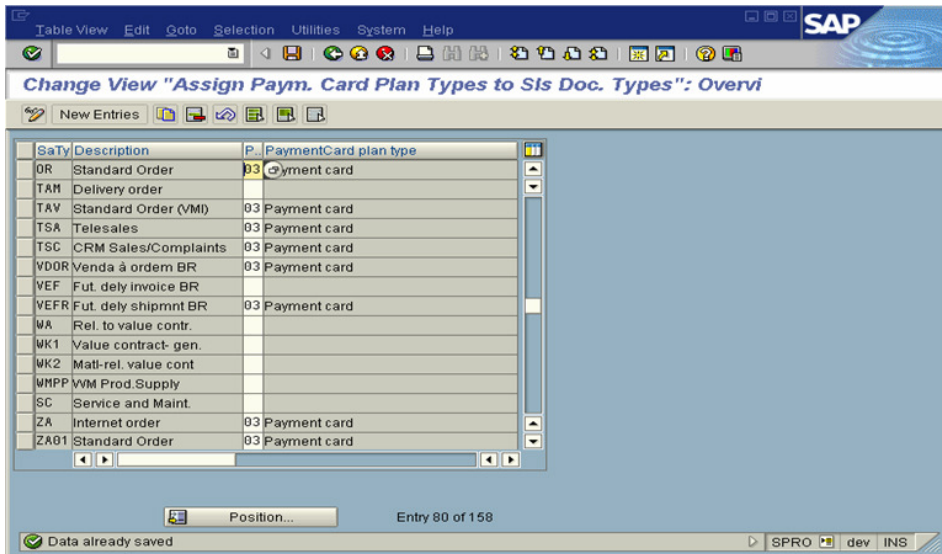 Table View Edit Goto Selection Utilities System Help
SAP
Change View "Assign Paym. Card Plan Types to Sls Doc. Types": Overvi
New Entries
SaTy Description P.. PaymentCard plan type
OR Standard Order 03 yment card
TAM Delivery order
TAV Standard Order (VMI) 03 Payment card
TSA Telesales 03 Payment card
TSC CRM Sales/Complaints 03 Payment card
VDOR Venda à ordem BR 03 Payment card
VEF Fut. dely invoice BR
VEFR Fut. dely shipmnt BR 03 Payment card
WA Rel. to value contr.
WK1 Value contract- gen.
WK2 Matl-rel. value cont
WMPP WM Prod.Supply
SC Service and Maint.
ZA Internet order 03 Payment card
ZA01 Standard Order 03 Payment card
Position... Entry 80 of 158
Data already saved SPRO dev INS